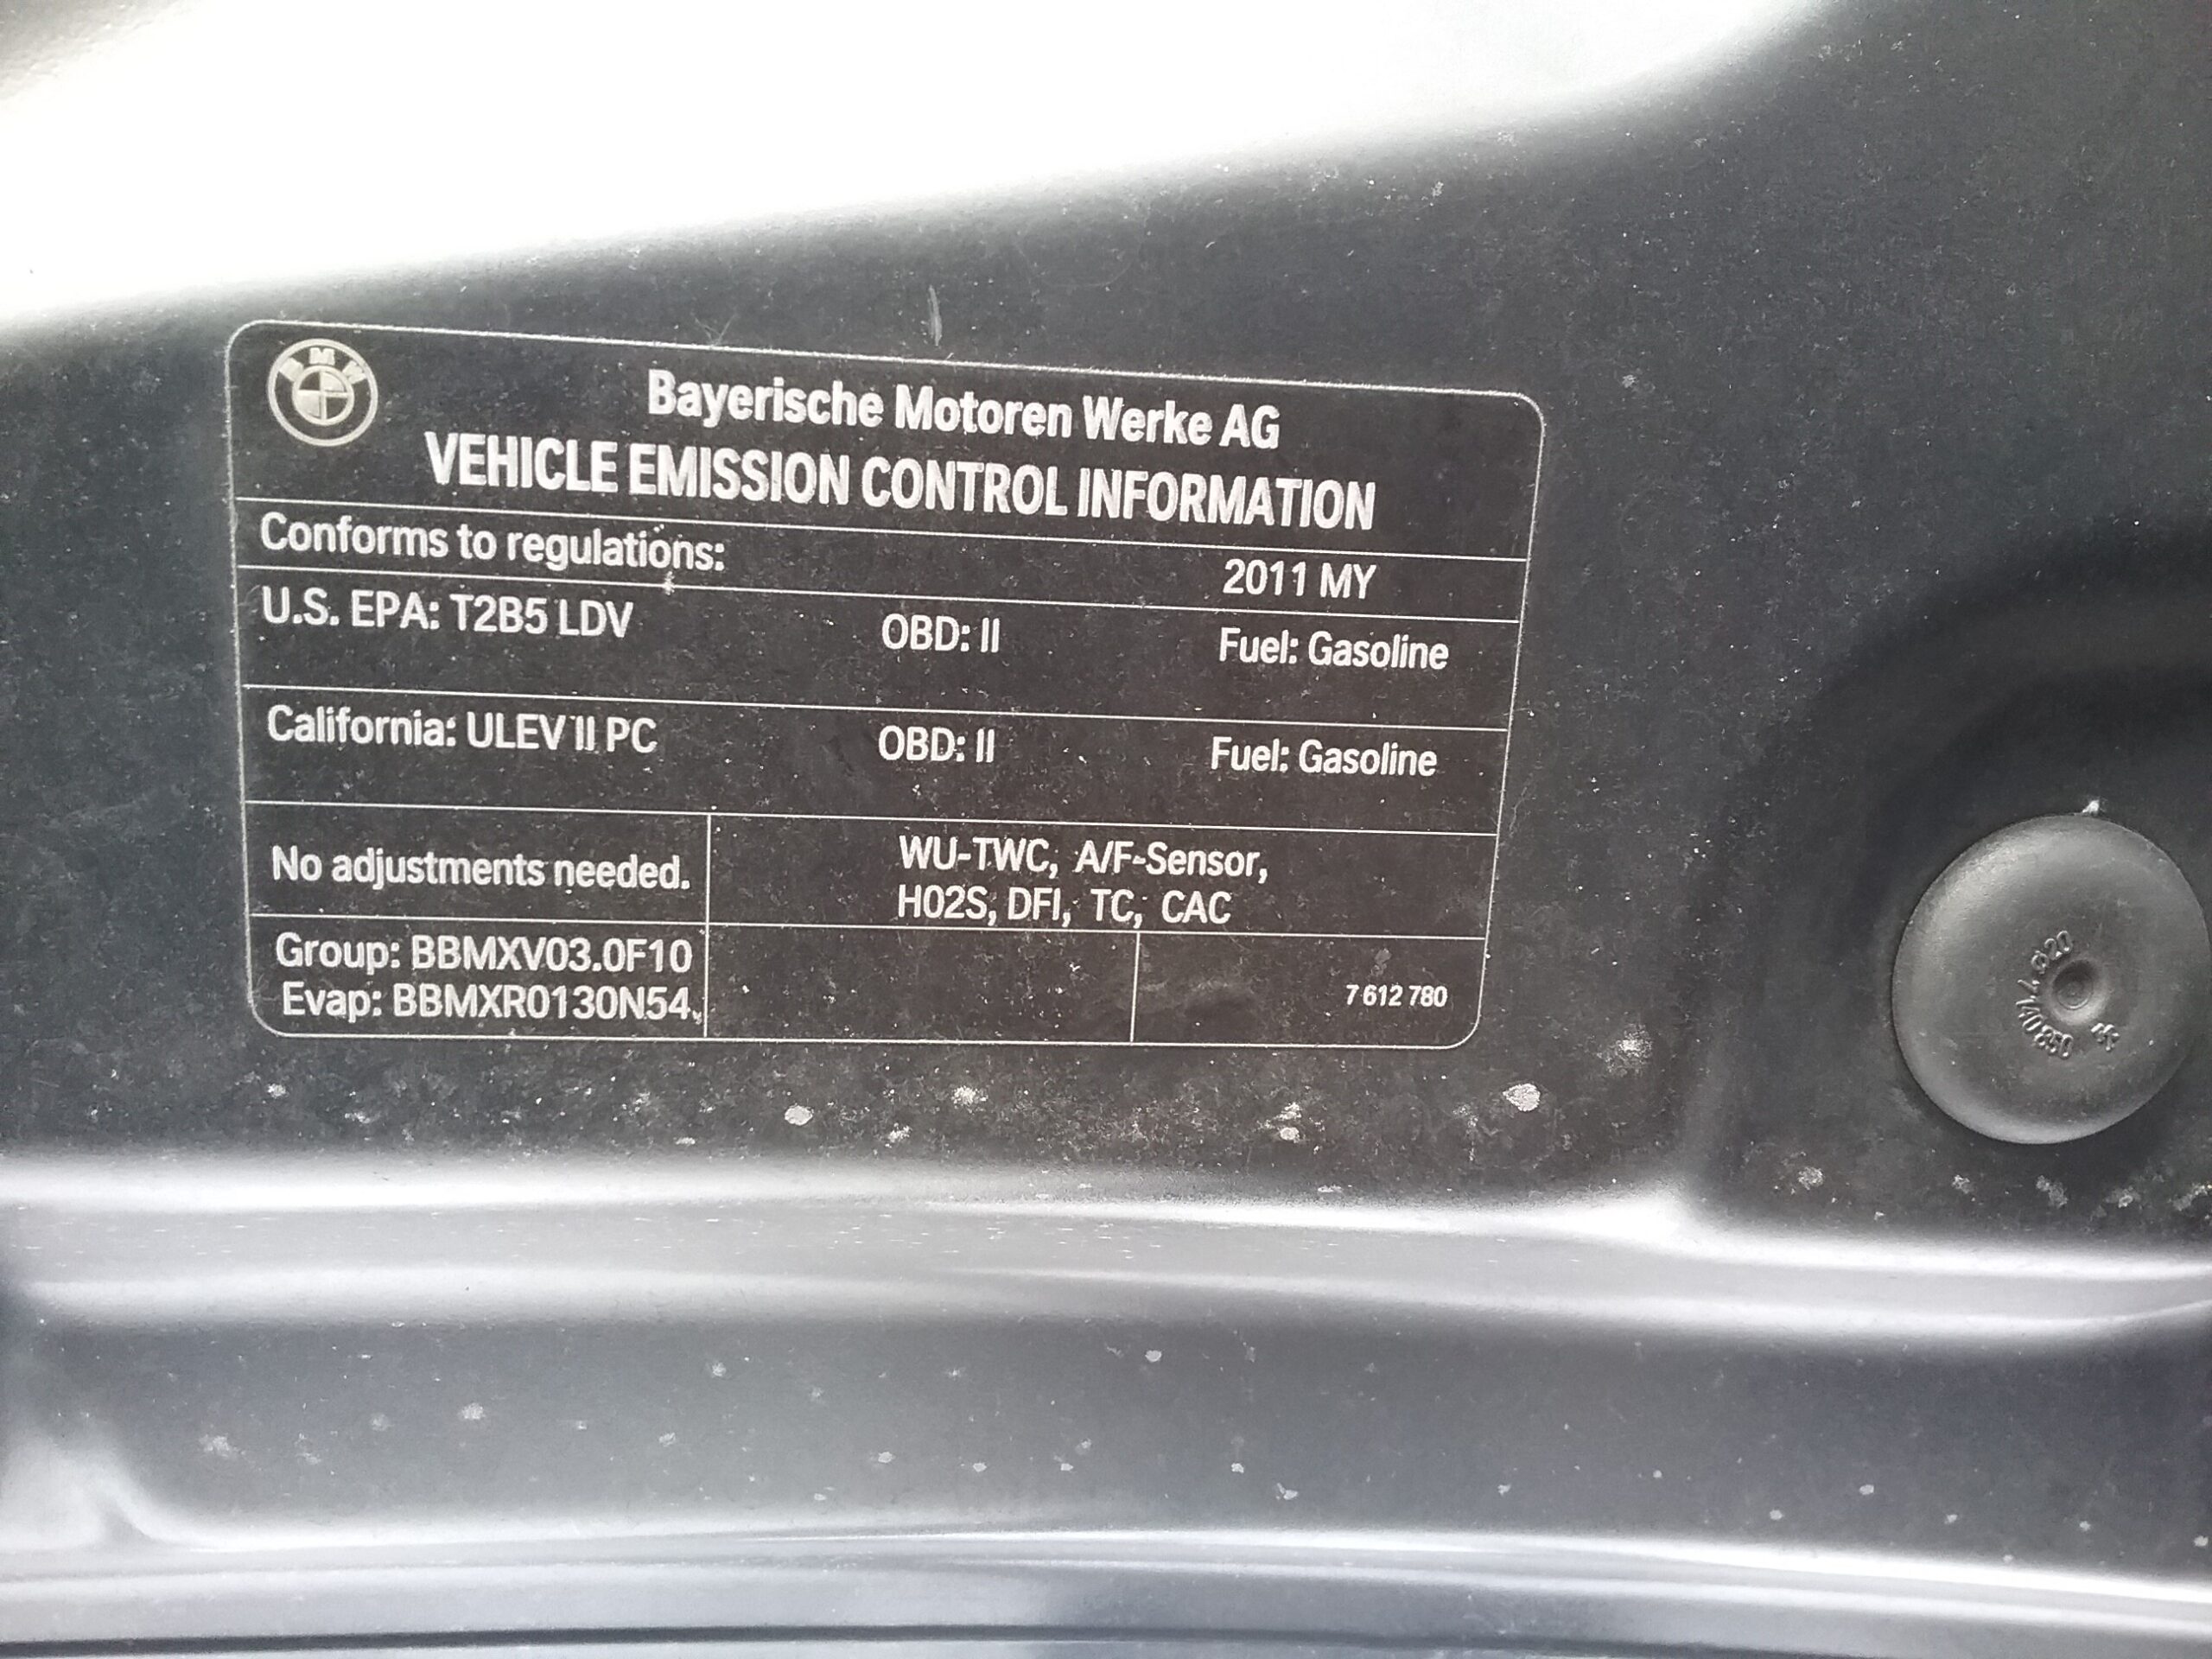 BMW
Bayerische Motoren Werke AG
VEHICLE EMISSION CONTROL INFORMATION
Conforms to regulations: 2011 MY
U.S. EPA: T2B5 LDV OBD: II Fuel: Gasoline
California: ULEV II PC OBD: II Fuel: Gasoline
No adjustments needed.
WU-TWC, A/F-Sensor,
HO2S, DFI, TC, CAC
Group: BBMXV03.0F10
Evap: BBMXR0130N54
7 612 780